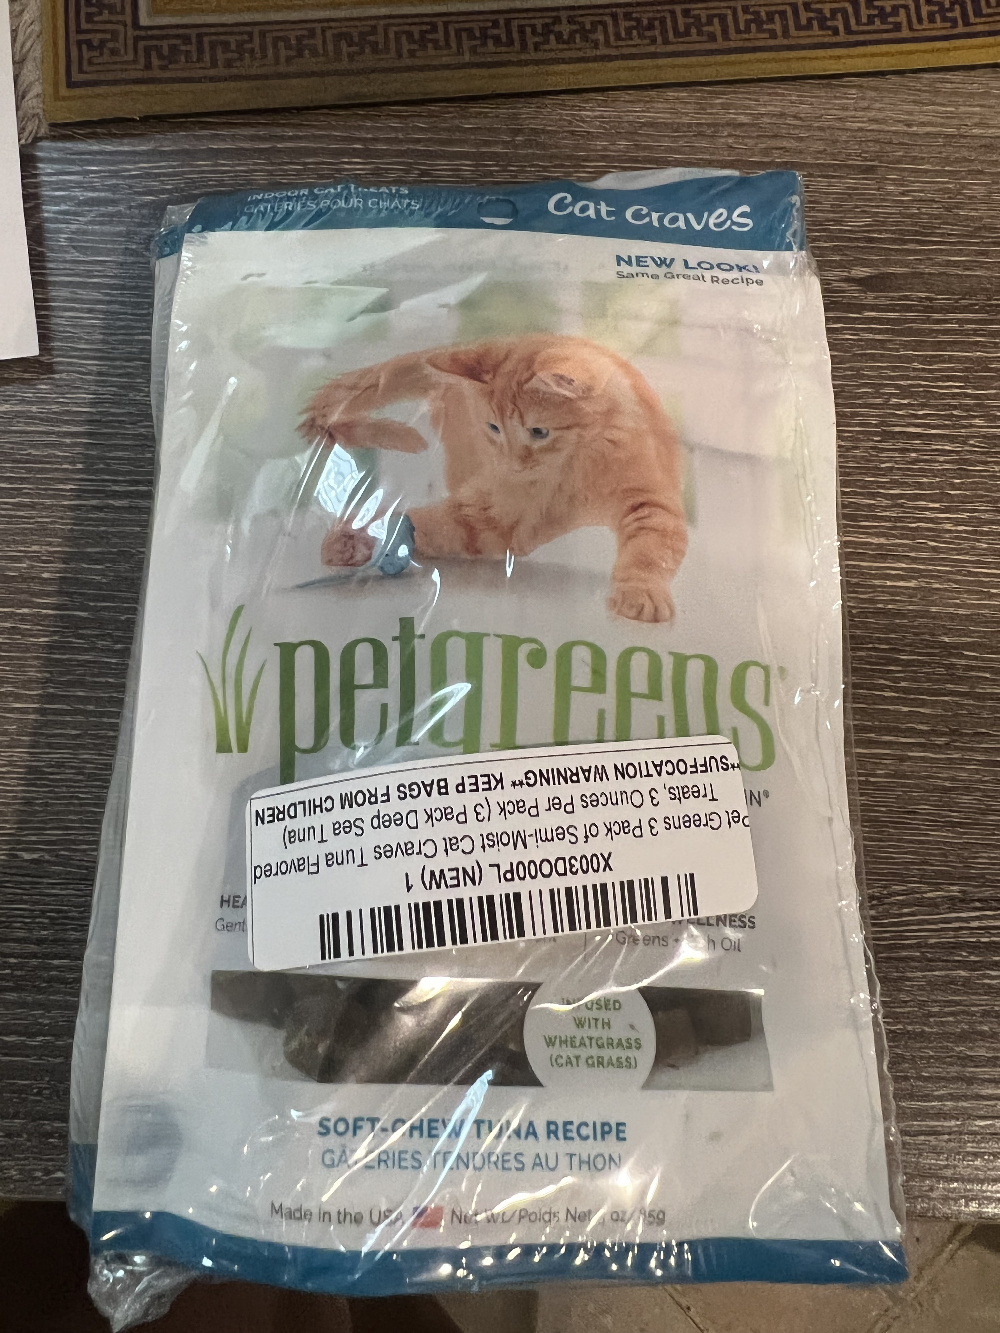 INDOOR CAT TREATS
GÂTERIES POUR CHATS
Cat Craves
NEW LOOK!
Same Great Recipe
petgreens
**SUFFOCATION WARNING** KEEP BAGS FROM CHILDREN
Treats, 3 Ounces Per Pack (3 Pack Deep Sea Tuna)
Pet Greens 3 Pack of Semi-Moist Cat Craves Tuna Flavored
X003DO00PL (NEW) 1
Greens
Oil
INFUSED
WITH
WHEATGRASS
(CAT GRASS)
SOFT-CHEW TUNA RECIPE
GÂTERIES TENDRES AU THON
Made in the USA Net Wt./Poids Net oz/85g